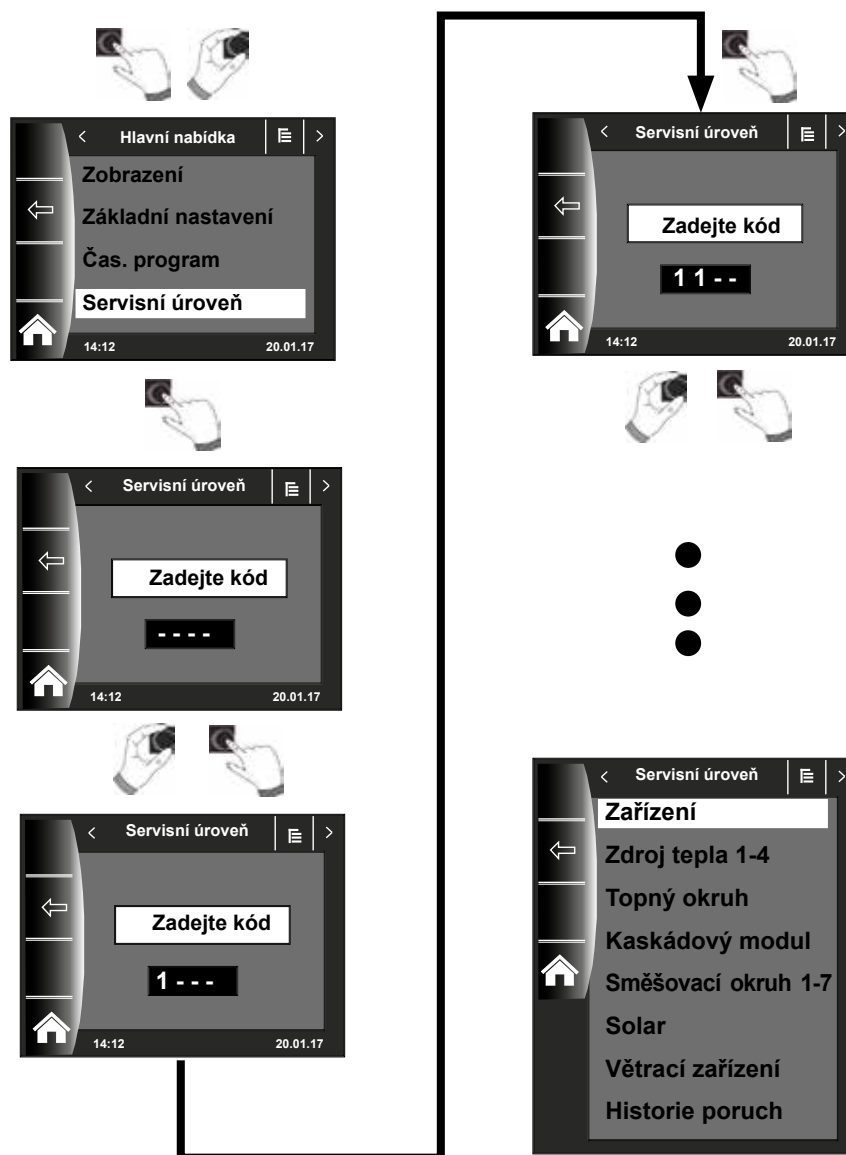 < Hlavní nabídka >
Zobrazení
Základní nastavení
Čas. program
Servisní úroveň
14:12 20.01.17
< Servisní úroveň >
Zadejte kód
- - - -
14:12 20.01.17
< Servisní úroveň >
Zadejte kód
1 - - -
14:12 20.01.17
< Servisní úroveň >
Zadejte kód
1 1 - -
14:12 20.01.17
< Servisní úroveň >
Zařízení
Zdroj tepla 1-4
Topný okruh
Kaskádový modul
Směšovací okruh 1-7
Solar
Větrací zařízení
Historie poruch